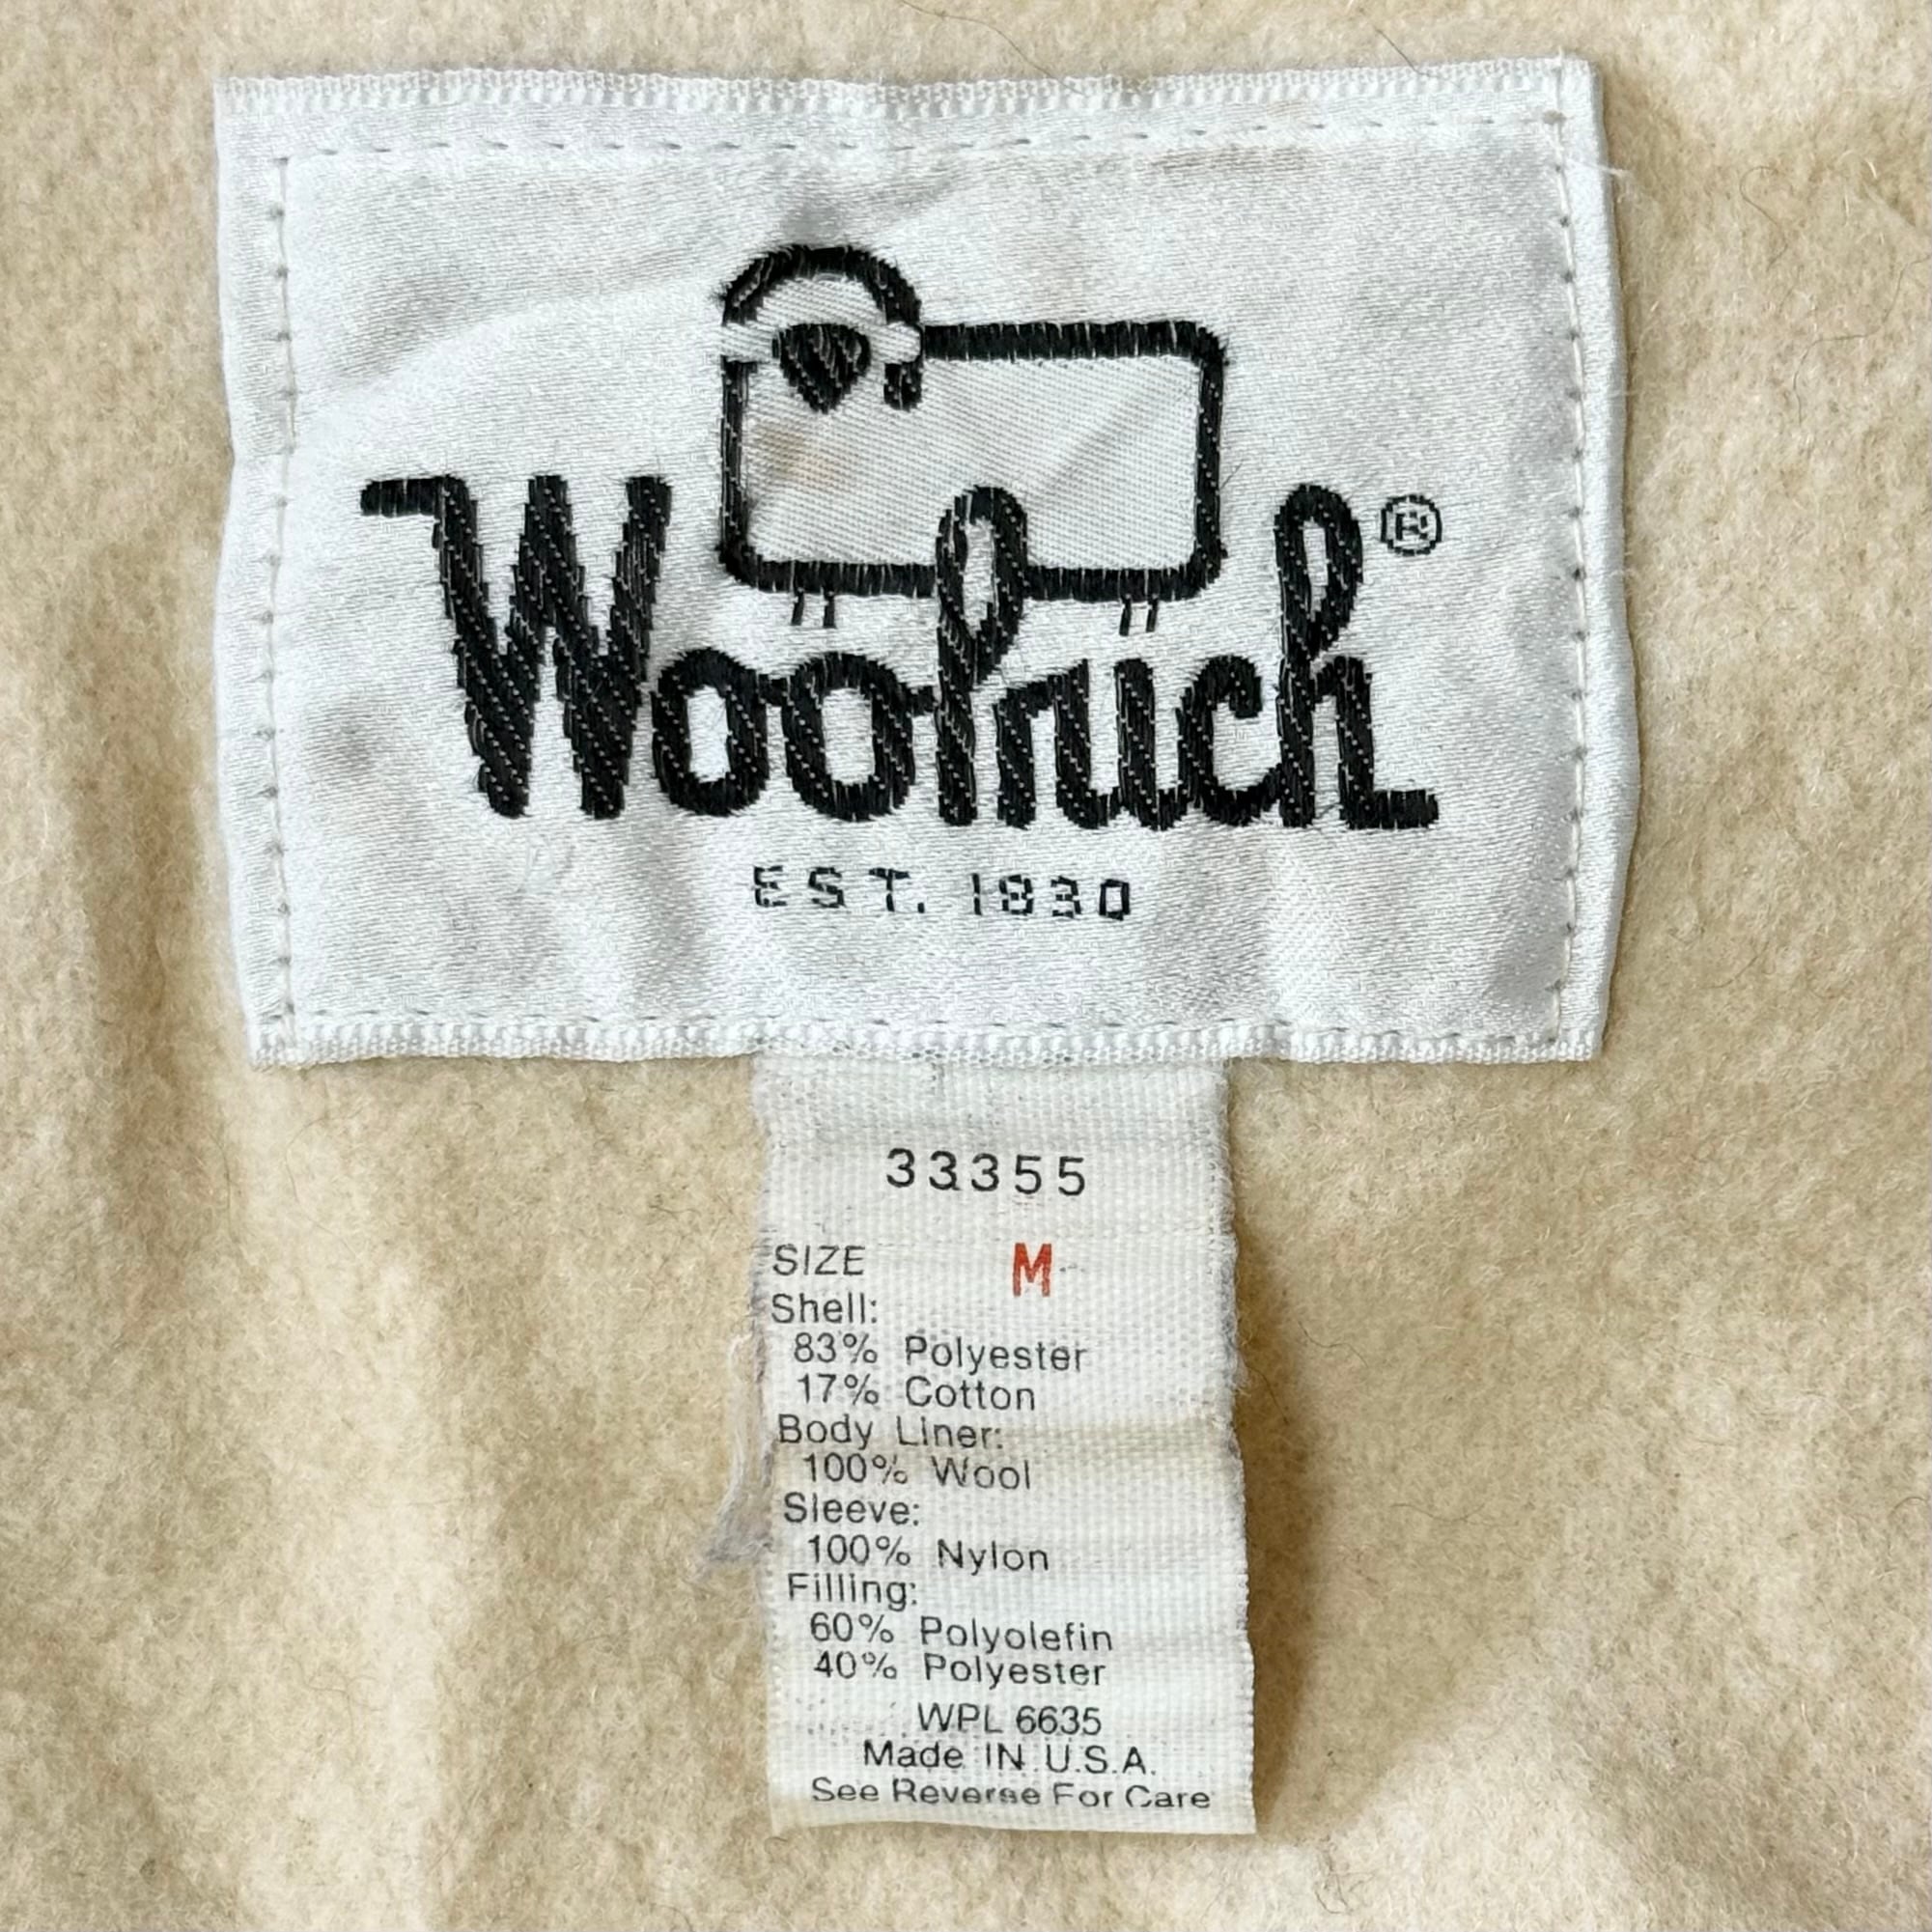 Woolrich®
EST. 1830
33355
SIZE M
Shell:
83% Polyester
17% Cotton
Body Liner:
100% Wool
Sleeve:
100% Nylon
Filling:
60% Polyolefin
40% Polyester
WPL 6635
Made IN U.S.A.
See Reverse For Care